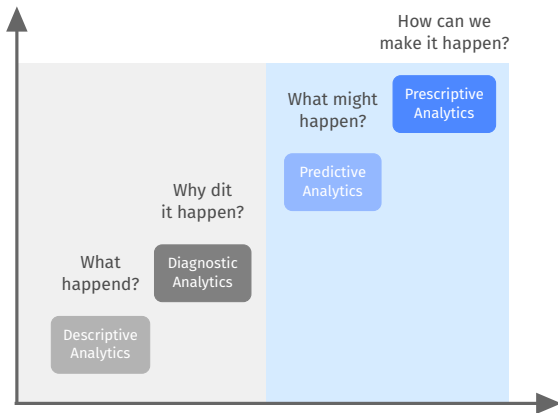 How can we
make it happen?
Prescriptive
Analytics
What might
happen?
Predictive
Analytics
Why dit
it happen?
Diagnostic
Analytics
What
happend?
Descriptive
Analytics